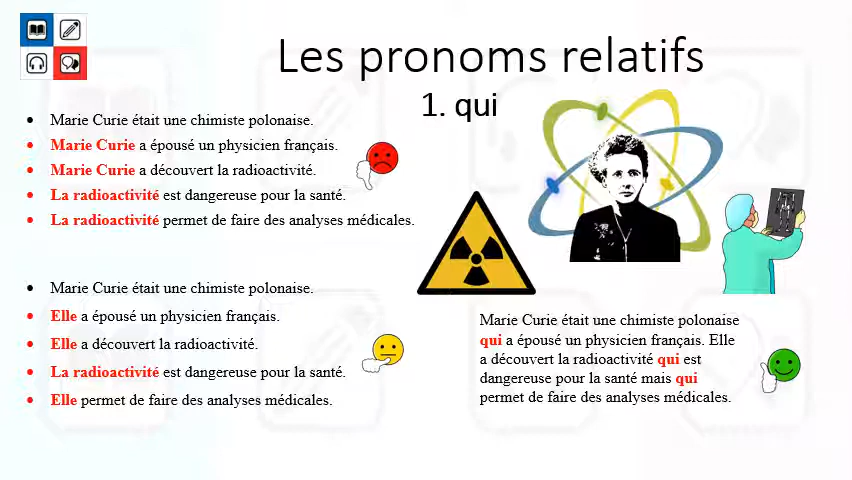 Les pronoms relatifs
1. qui
• Marie Curie était une chimiste polonaise.
• Marie Curie a épousé un physicien français.
• Marie Curie a découvert la radioactivité.
• La radioactivité est dangereuse pour la santé.
• La radioactivité permet de faire des analyses médicales.
• Marie Curie était une chimiste polonaise.
• Elle a épousé un physicien français.
• Elle a découvert la radioactivité.
• La radioactivité est dangereuse pour la santé.
• Elle permet de faire des analyses médicales.
Marie Curie était une chimiste polonaise
qui a épousé un physicien français. Elle
a découvert la radioactivité qui est
dangereuse pour la santé mais qui
permet de faire des analyses médicales.